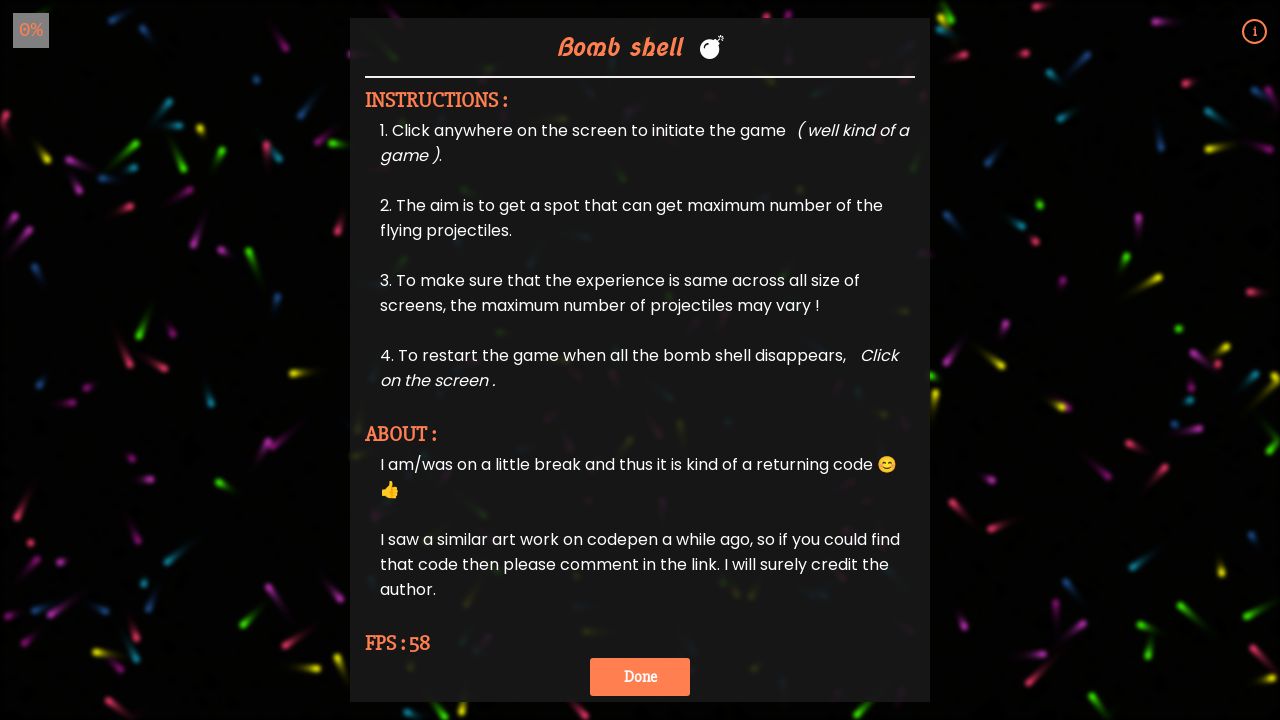 0%
i
Bomb shell 💣
INSTRUCTIONS :
1. Click anywhere on the screen to initiate the game ( well kind of a
game ).
2. The aim is to get a spot that can get maximum number of the
flying projectiles.
3. To make sure that the experience is same across all size of
screens, the maximum number of projectiles may vary !
4. To restart the game when all the bomb shell disappears, Click
on the screen .
ABOUT :
I am/was on a little break and thus it is kind of a returning code 😊
👍
I saw a similar art work on codepen a while ago, so if you could find
that code then please comment in the link. I will surely credit the
author.
FPS : 58
Done